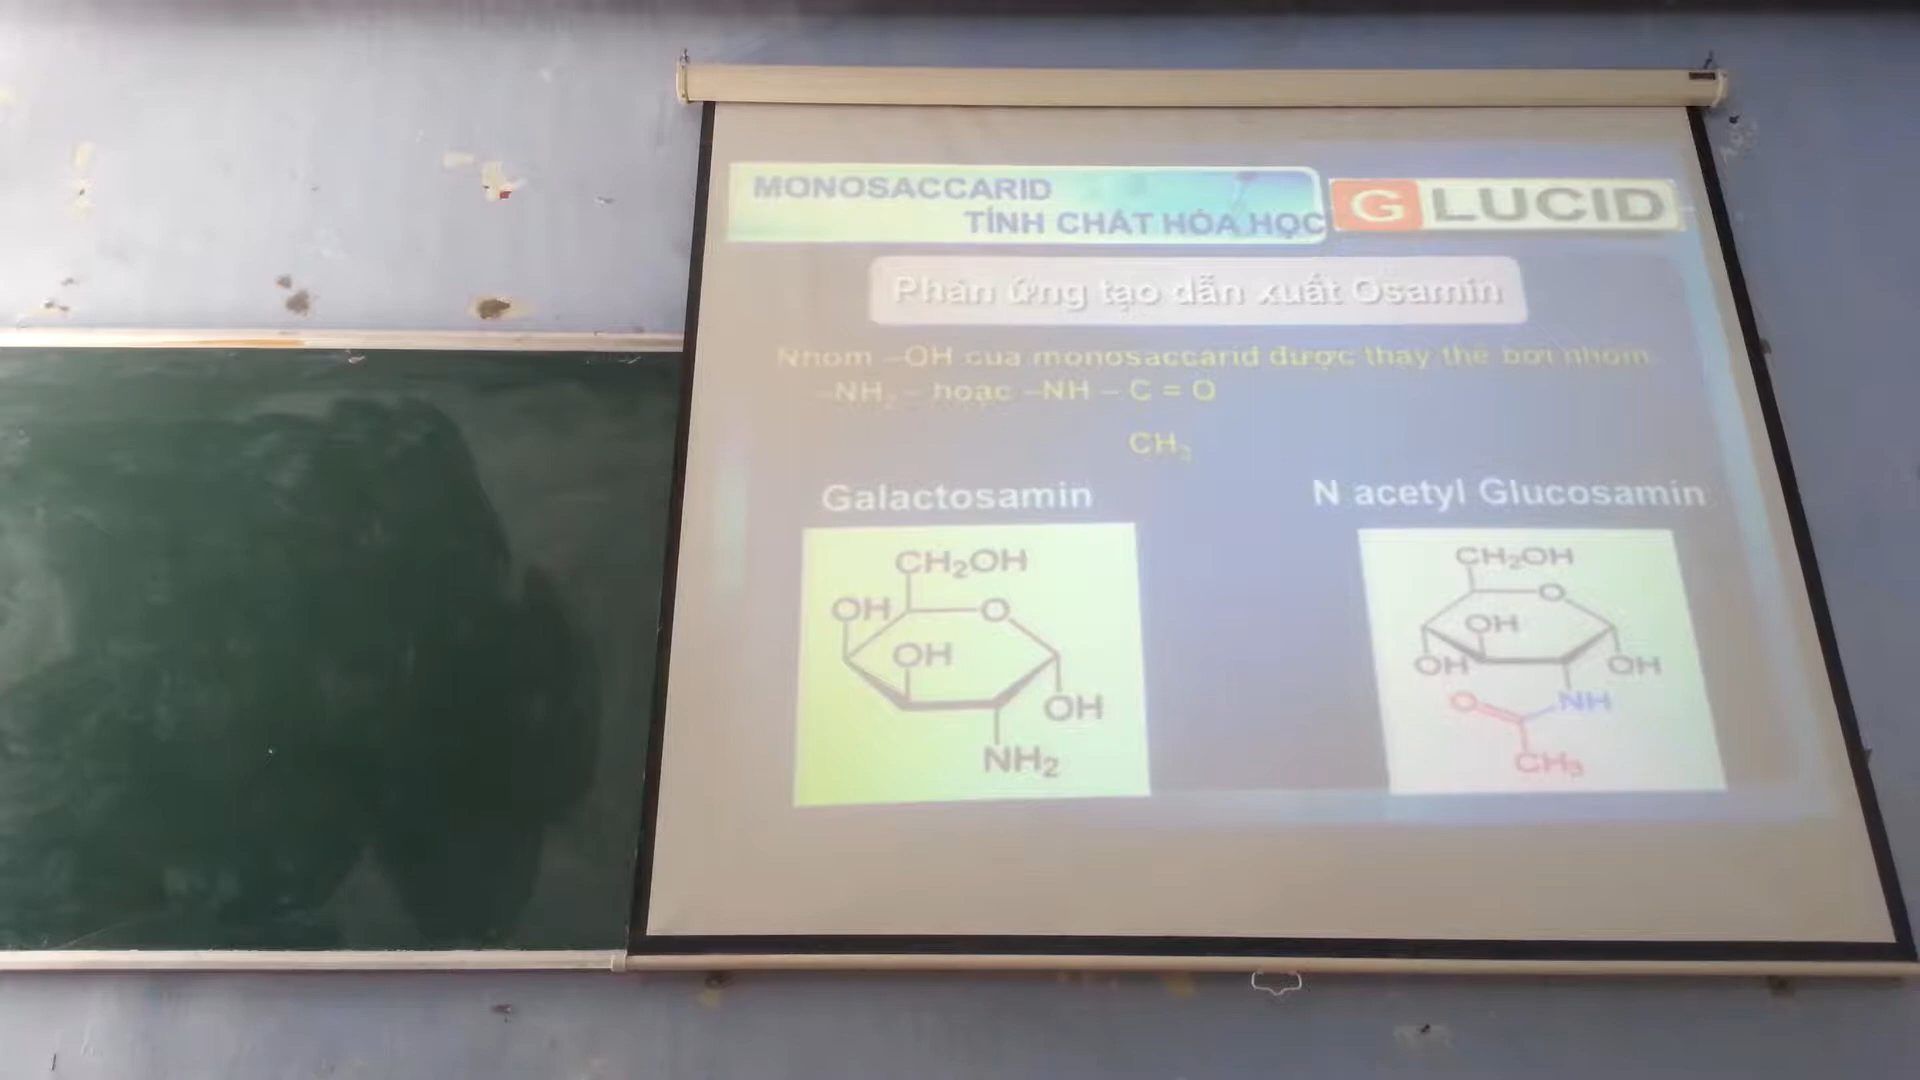 MONOSACCARID
TÍNH CHẤT HÓA HỌC
GLUCID
Phản ứng tạo dẫn xuất Osamin
Nhóm –OH của monosaccarid được thay thế bởi nhóm
–NH₂ – hoặc –NH – C = O
CH₃
Galactosamin
N acetyl Glucosamin
CH₂OH
OH
O
OH
OH
NH₂
CH₂OH
O
OH
OH
OH
O
NH
CH₃